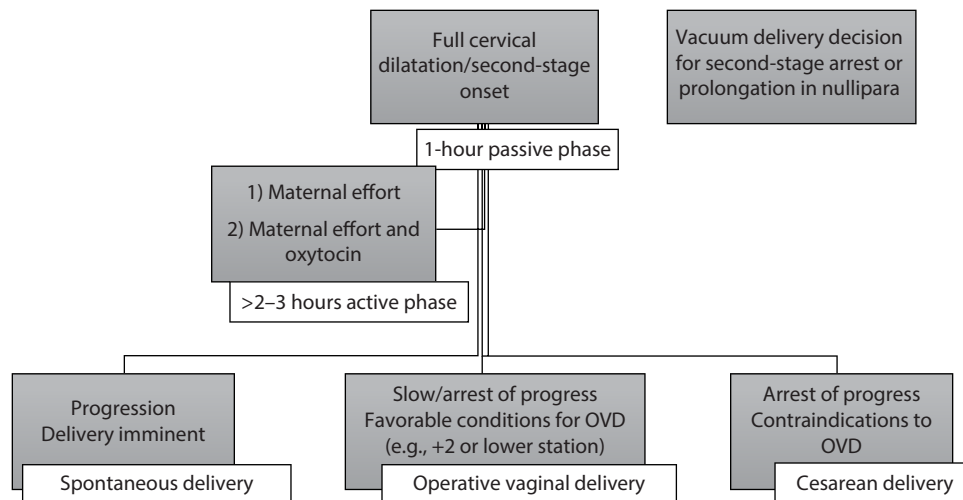 Full cervical
dilatation/second-stage
onset
Vacuum delivery decision
for second-stage arrest or
prolongation in nullipara
1-hour passive phase
1) Maternal effort
2) Maternal effort and
oxytocin
>2–3 hours active phase
Progression
Delivery imminent
Spontaneous delivery
Slow/arrest of progress
Favorable conditions for OVD
(e.g., +2 or lower station)
Operative vaginal delivery
Arrest of progress
Contraindications to
OVD
Cesarean delivery